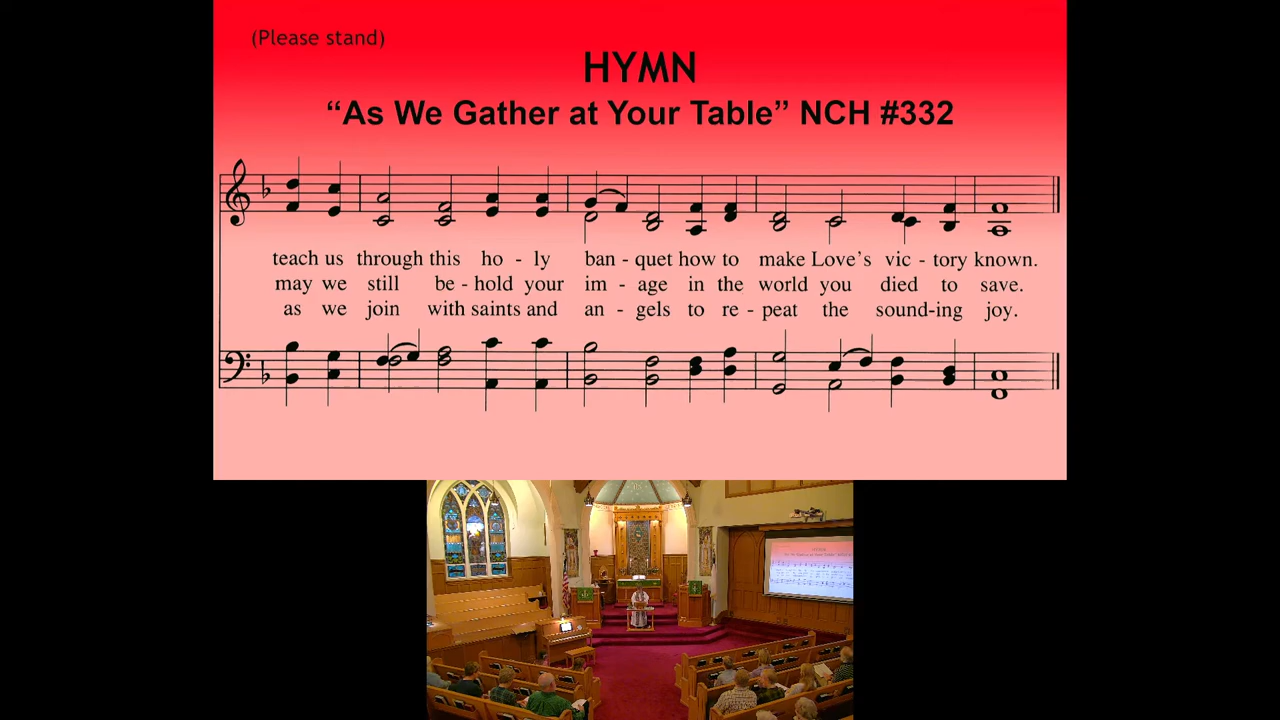 (Please stand)
HYMN
“As We Gather at Your Table” NCH #332
teach us through this ho - ly ban - quet how to make Love’s vic - tory known.
may we still be - hold your im - age in the world you died to save.
as we join with saints and an - gels to re - peat the sound-ing joy.